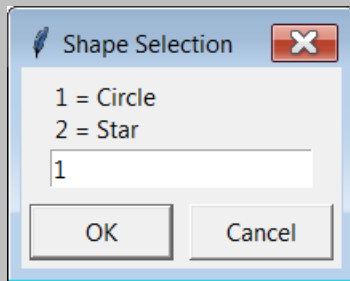 Shape Selection
1 = Circle
2 = Star
1
OK
Cancel